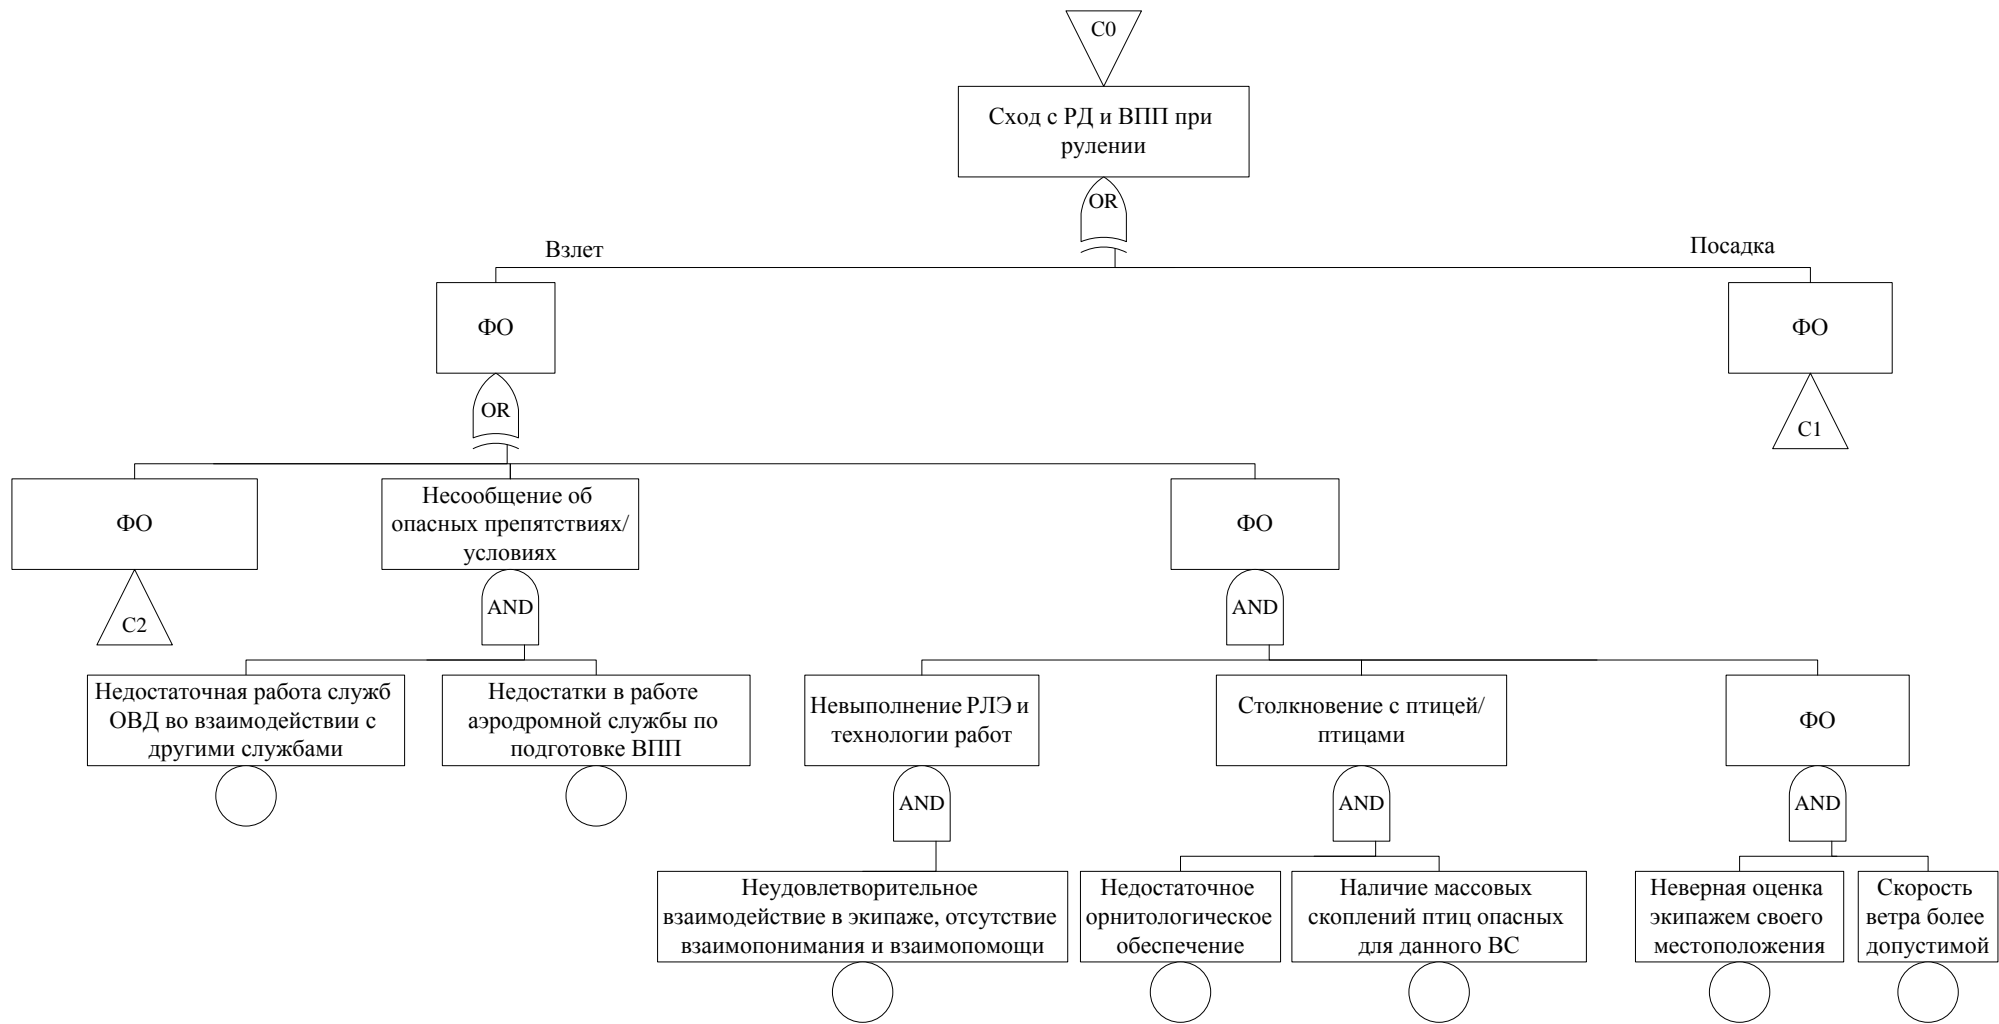 C0
Сход с РД и ВПП при
рулении
OR
Взлет
Посадка
ФО
ФО
OR
C1
ФО
Несообщение об
опасных препятствиях/
условиях
ФО
C2
AND
AND
Недостаточная работа служб
ОВД во взаимодействии с
другими службами
Недостатки в работе
аэродромной службы по
подготовке ВПП
Невыполнение РЛЭ и
технологии работ
Столкновение с птицей/
птицами
ФО
AND
AND
AND
Неудовлетворительное
взаимодействие в экипаже, отсутствие
взаимопонимания и взаимопомощи
Недостаточное
орнитологическое
обеспечение
Наличие массовых
скоплений птиц опасных
для данного ВС
Неверная оценка
экипажем своего
местоположения
Скорость
ветра более
допустимой